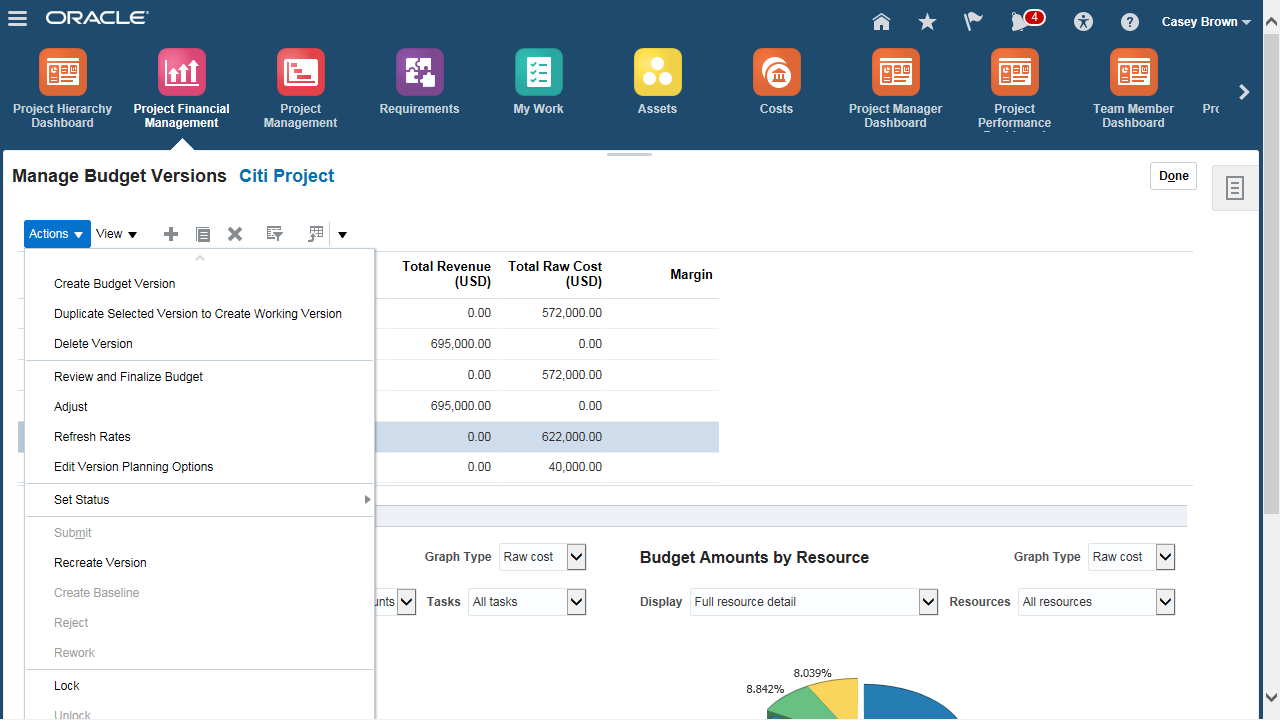 ORACLE
4
Casey Brown
Project Hierarchy
Dashboard
Project Financial
Management
Project
Management
Requirements
My Work
Assets
Costs
Project Manager
Dashboard
Project
Performance
Team Member
Dashboard
Manage Budget Versions Citi Project
Done
Actions View
Create Budget Version
Duplicate Selected Version to Create Working Version
Delete Version
Review and Finalize Budget
Adjust
Refresh Rates
Edit Version Planning Options
Set Status
Submit
Recreate Version
Create Baseline
Reject
Rework
Lock
Unlock
Total Revenue
(USD)
Total Raw Cost
(USD)
Margin
0.00 572,000.00
695,000.00 0.00
0.00 572,000.00
695,000.00 0.00
0.00 622,000.00
0.00 40,000.00
Graph Type Raw cost
Tasks All tasks
Budget Amounts by Resource
Graph Type Raw cost
Display Full resource detail
Resources All resources
8.039%
8.842%